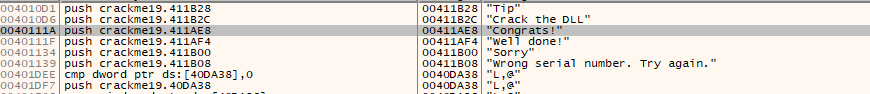 004010D1 push crackme19.411B28 00411B28 "Tip"
004010D6 push crackme19.411B2C 00411B2C "Crack the DLL"
0040111A push crackme19.411AE8 00411AE8 "Congrats!"
0040111F push crackme19.411AF4 00411AF4 "Well done!"
00401134 push crackme19.411B00 00411B00 "Sorry"
00401139 push crackme19.411B08 00411B08 "Wrong serial number. Try again."
00401DEE cmp dword ptr ds:[40DA38],0 0040DA38 "L,@"
00401DF7 push crackme19.40DA38 0040DA38 "L,@"